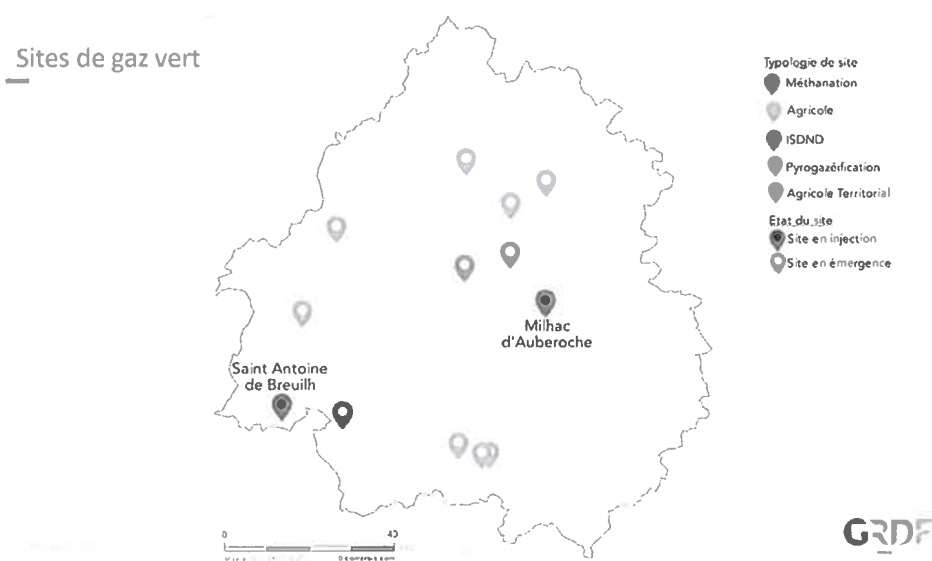 Sites de gaz vert
Typologie de site
Méthanation
Agricole
ISDND
Pyrogazéification
Agricole Territorial
Etat du site
Site en injection
Site en émergence
Milhac
d'Auberoche
Saint Antoine
de Breuilh
0 40
GRDF